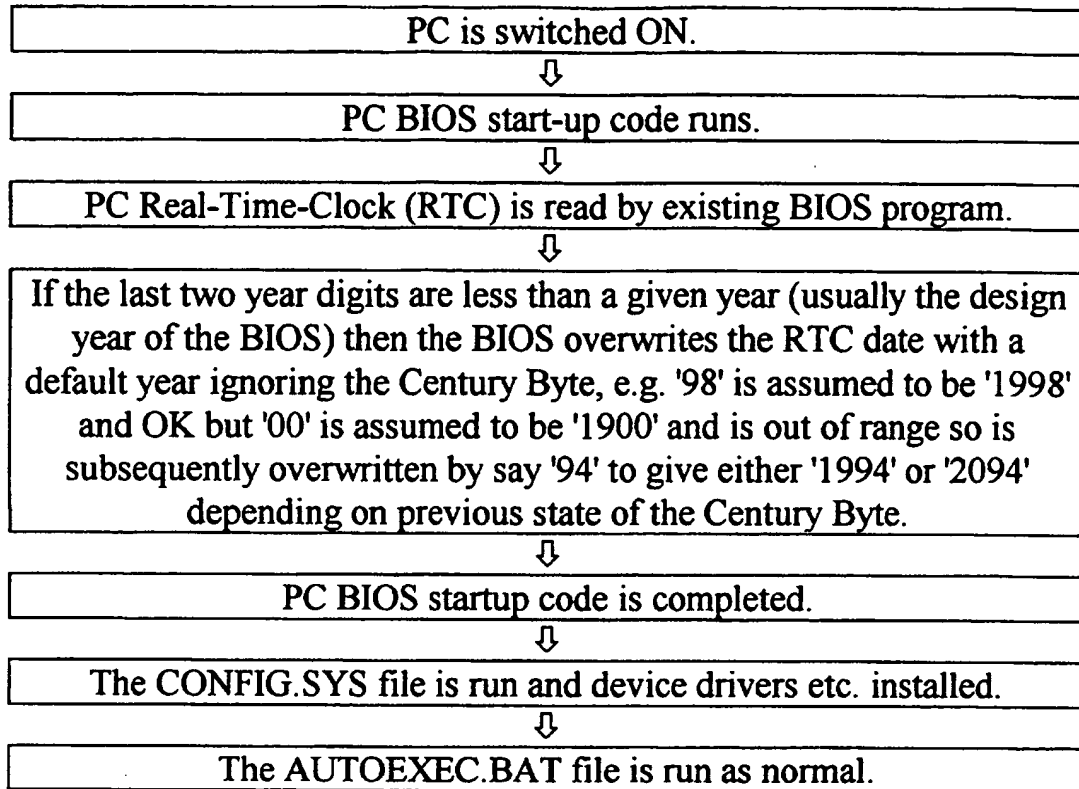 PC is switched ON.
⇩
PC BIOS start-up code runs.
⇩
PC Real-Time-Clock (RTC) is read by existing BIOS program.
⇩
If the last two year digits are less than a given year (usually the design
year of the BIOS) then the BIOS overwrites the RTC date with a
default year ignoring the Century Byte, e.g. '98' is assumed to be '1998'
and OK but '00' is assumed to be '1900' and is out of range so is
subsequently overwritten by say '94' to give either '1994' or '2094'
depending on previous state of the Century Byte.
⇩
PC BIOS startup code is completed.
⇩
The CONFIG.SYS file is run and device drivers etc. installed.
⇩
The AUTOEXEC.BAT file is run as normal.